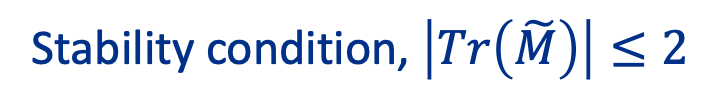 Stability condition, |Tr(M̃)| ≤ 2